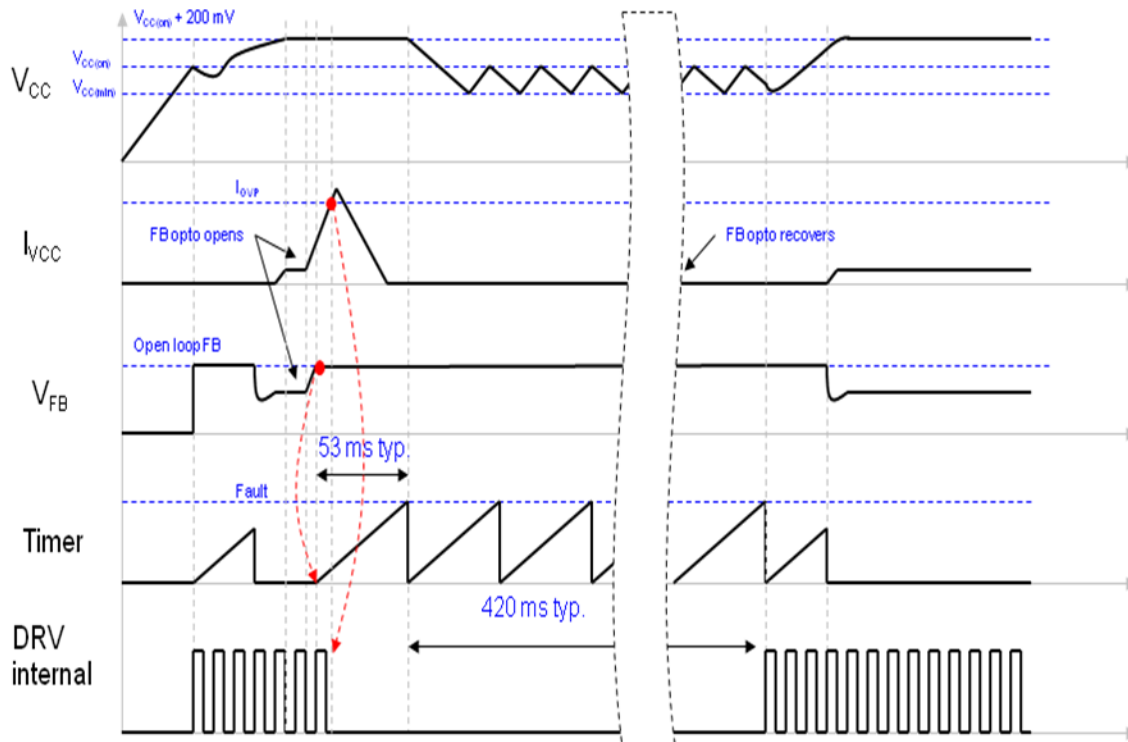 VCC(on) + 200 mV
VCC(on)
VCC
VCC(min)
IOVP
FB opto opens
FB opto recovers
IVCC
Open loop FB
VFB
53 ms typ.
Fault
Timer
420 ms typ.
DRV
internal